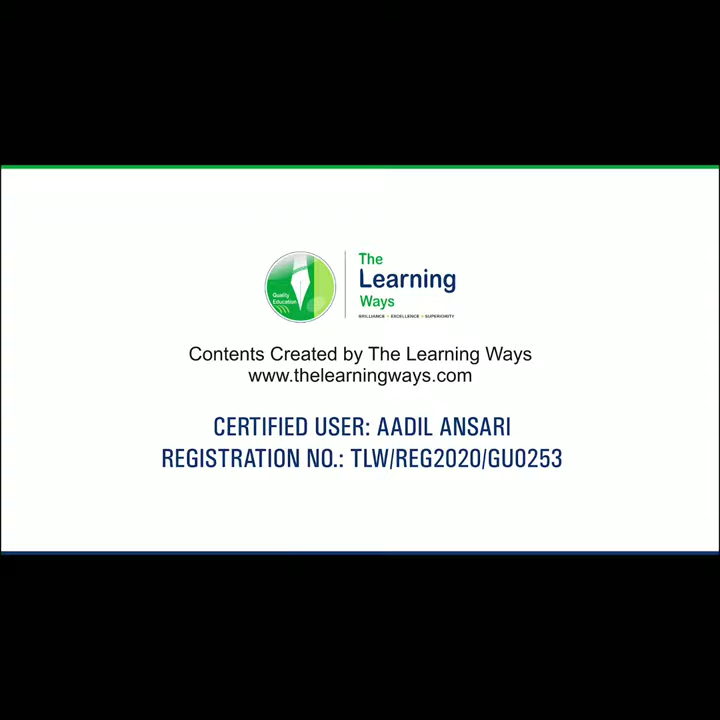 Quality
Education
The
Learning
Ways
BRILLIANCE • EXCELLENCE • SUPERIORITY
Contents Created by The Learning Ways
www.thelearningways.com
CERTIFIED USER: AADIL ANSARI
REGISTRATION NO.: TLW/REG2020/GU0253